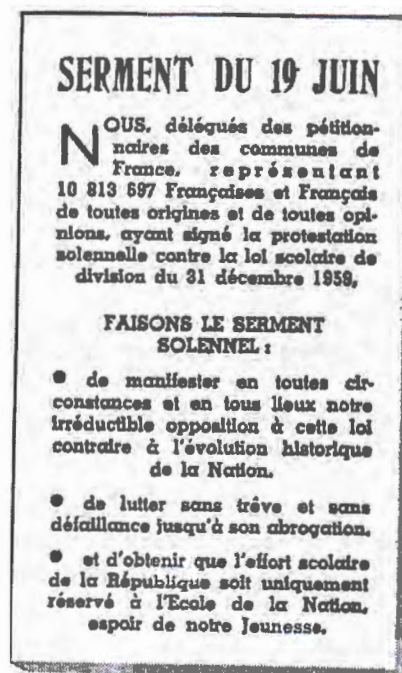 SERMENT DU 19 JUIN
NOUS, délégués des pétition-
naires des communes de
France, représentant
10 813 697 Françaises et Français
de toutes origines et de toutes opi-
nions, ayant signé la protestation
solennelle contre la loi scolaire de
division du 31 décembre 1959,
FAISONS LE SERMENT
SOLENNEL :
● de manifester en toutes cir-
constances et en tous lieux notre
irréductible opposition à cette loi
contraire à l'évolution historique
de la Nation,
● de lutter sans trêve et sans
défaillance jusqu'à son abrogation,
● et d'obtenir que l'effort scolaire
de la République soit uniquement
réservé à l'Ecole de la Nation,
espoir de notre Jeunesse.